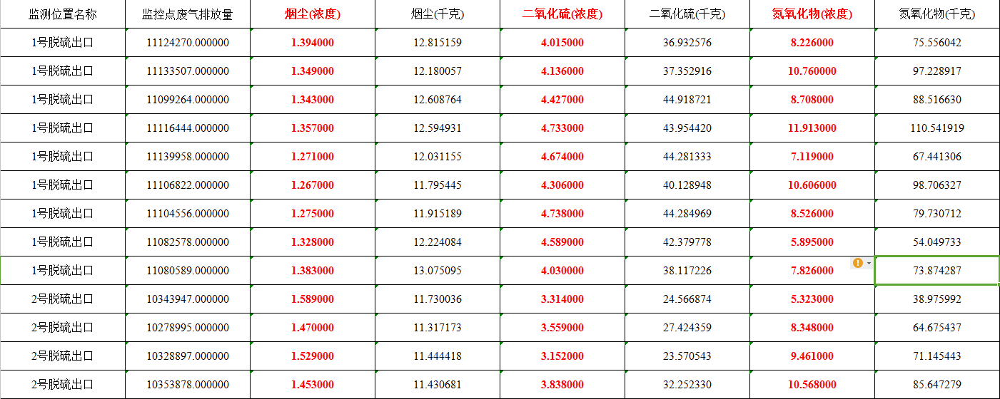 监测位置名称 监控点废气排放量 烟尘(浓度) 烟尘(千克) 二氧化硫(浓度) 二氧化硫(千克) 氮氧化物(浓度) 氮氧化物(千克)
1号脱硫出口 11124270.000000 1.394000 12.815159 4.015000 36.932576 8.226000 75.556042
1号脱硫出口 11133507.000000 1.349000 12.180057 4.136000 37.352916 10.760000 97.228917
1号脱硫出口 11099264.000000 1.343000 12.608764 4.427000 44.918721 8.708000 88.516630
1号脱硫出口 11116444.000000 1.357000 12.594931 4.733000 43.954420 11.913000 110.541919
1号脱硫出口 11139958.000000 1.271000 12.031155 4.674000 44.281333 7.119000 67.441306
1号脱硫出口 11106822.000000 1.267000 11.795445 4.306000 40.128948 10.606000 98.706327
1号脱硫出口 11104556.000000 1.275000 11.915189 4.738000 44.284969 8.526000 79.730712
1号脱硫出口 11082578.000000 1.328000 12.224084 4.589000 42.379778 5.895000 54.049733
1号脱硫出口 11080589.000000 1.383000 13.075095 4.030000 38.117226 7.826000 73.874287
2号脱硫出口 10343947.000000 1.589000 11.730036 3.314000 24.566874 5.323000 38.975992
2号脱硫出口 10278995.000000 1.470000 11.317173 3.559000 27.424359 8.348000 64.675437
2号脱硫出口 10328897.000000 1.529000 11.444418 3.152000 23.570543 9.461000 71.145443
2号脱硫出口 10353878.000000 1.453000 11.430681 3.838000 32.252330 10.568000 85.647279